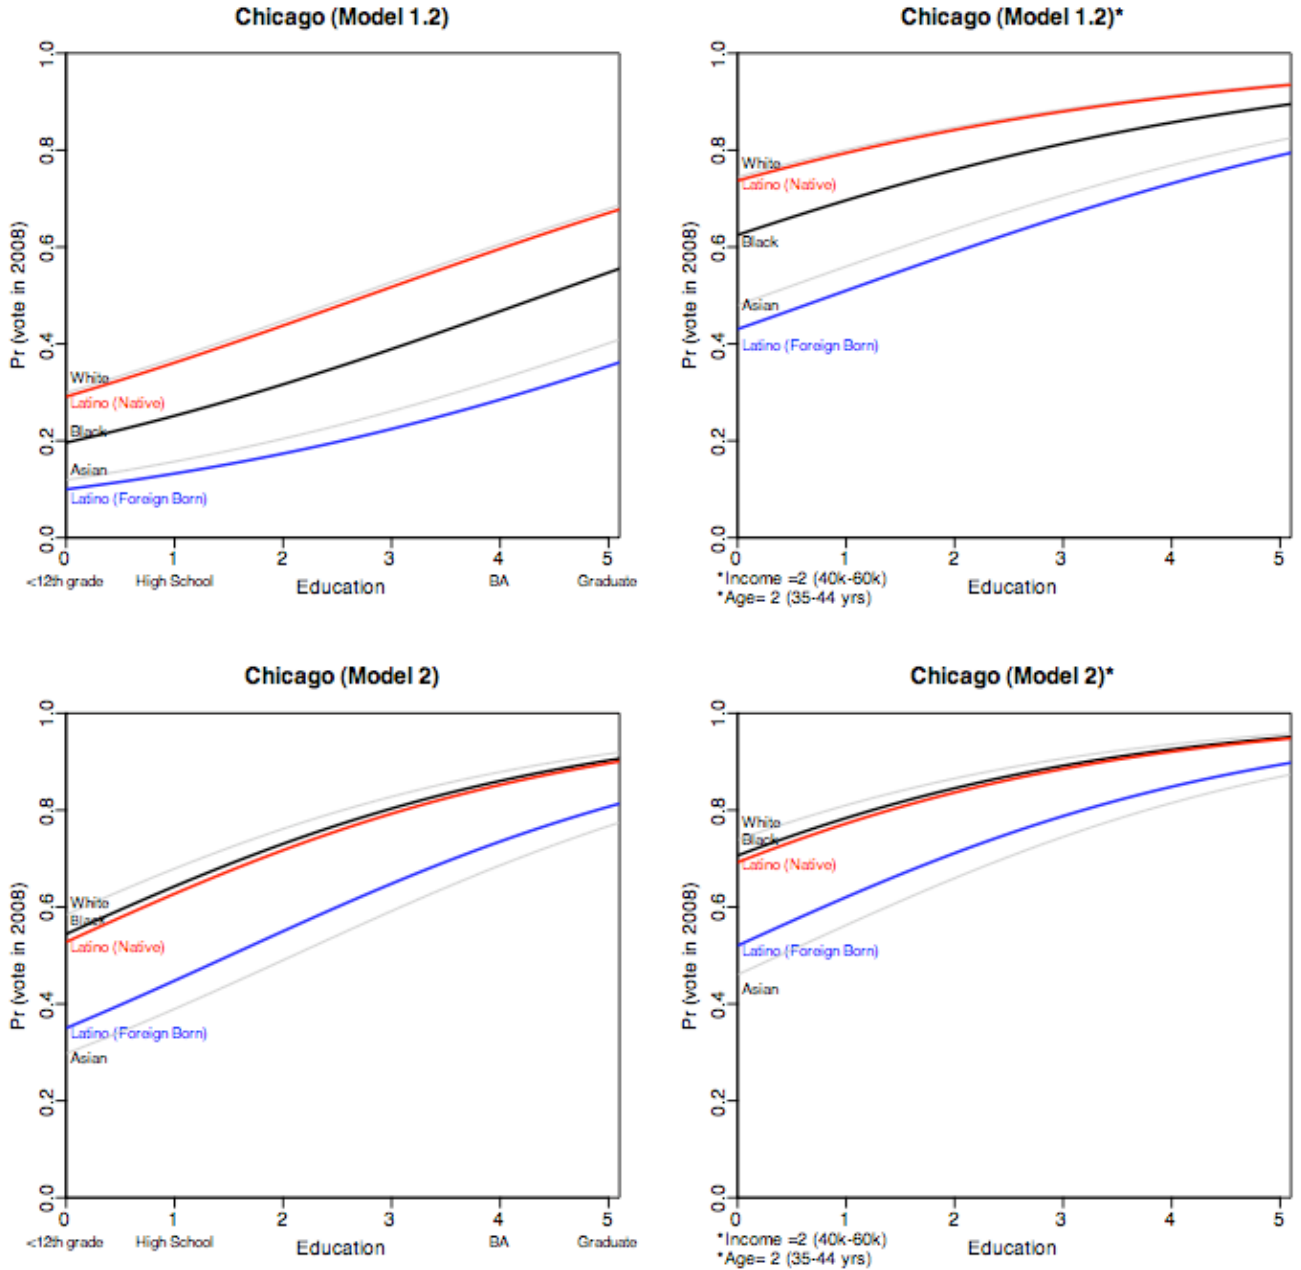 Chicago (Model 1.2)
Pr (vote in 2008)
1.0
0.8
0.6
0.4
0.2
0.0
White
Latino (Native)
Black
Asian
Latino (Foreign Born)
0 1 2 3 4 5
<12th grade High School Education BA Graduate
Chicago (Model 1.2)*
Pr (vote in 2008)
1.0
0.8
0.6
0.4
0.2
0.0
White
Latino (Native)
Black
Asian
Latino (Foreign Born)
0 1 2 3 4 5
*Income =2 (40k-60k)
*Age= 2 (35-44 yrs)
Education
Chicago (Model 2)
Pr (vote in 2008)
1.0
0.8
0.6
0.4
0.2
0.0
White
Black
Latino (Native)
Latino (Foreign Born)
Asian
0 1 2 3 4 5
<12th grade High School Education BA Graduate
Chicago (Model 2)*
Pr (vote in 2008)
1.0
0.8
0.6
0.4
0.2
0.0
White
Black
Latino (Native)
Latino (Foreign Born)
Asian
0 1 2 3 4 5
*Income =2 (40k-60k)
*Age= 2 (35-44 yrs)
Education